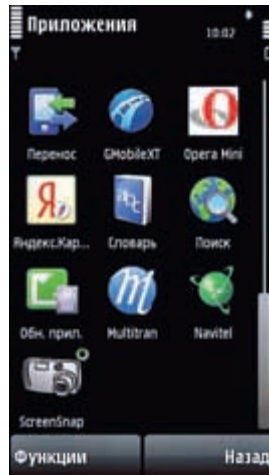 Приложения
10:02
Перенос GMobileXT Opera Mini
Яндекс.Кар... Словарь Поиск
Обн. прил. Multitran Navitel
ScreenSnap
Функции Назад